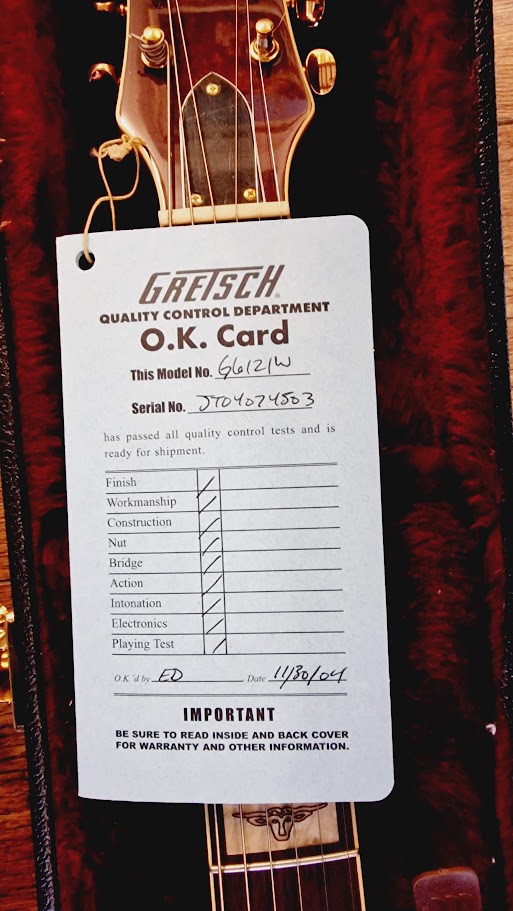 GRETSCH
QUALITY CONTROL DEPARTMENT
O.K. Card
This Model No. G6121W
Serial No. JT04074503
has passed all quality control tests and is
ready for shipment.
Finish /
Workmanship /
Construction /
Nut /
Bridge /
Action /
Intonation /
Electronics /
Playing Test /
O.K.'d by ED Date 11/30/04
IMPORTANT
BE SURE TO READ INSIDE AND BACK COVER
FOR WARRANTY AND OTHER INFORMATION.